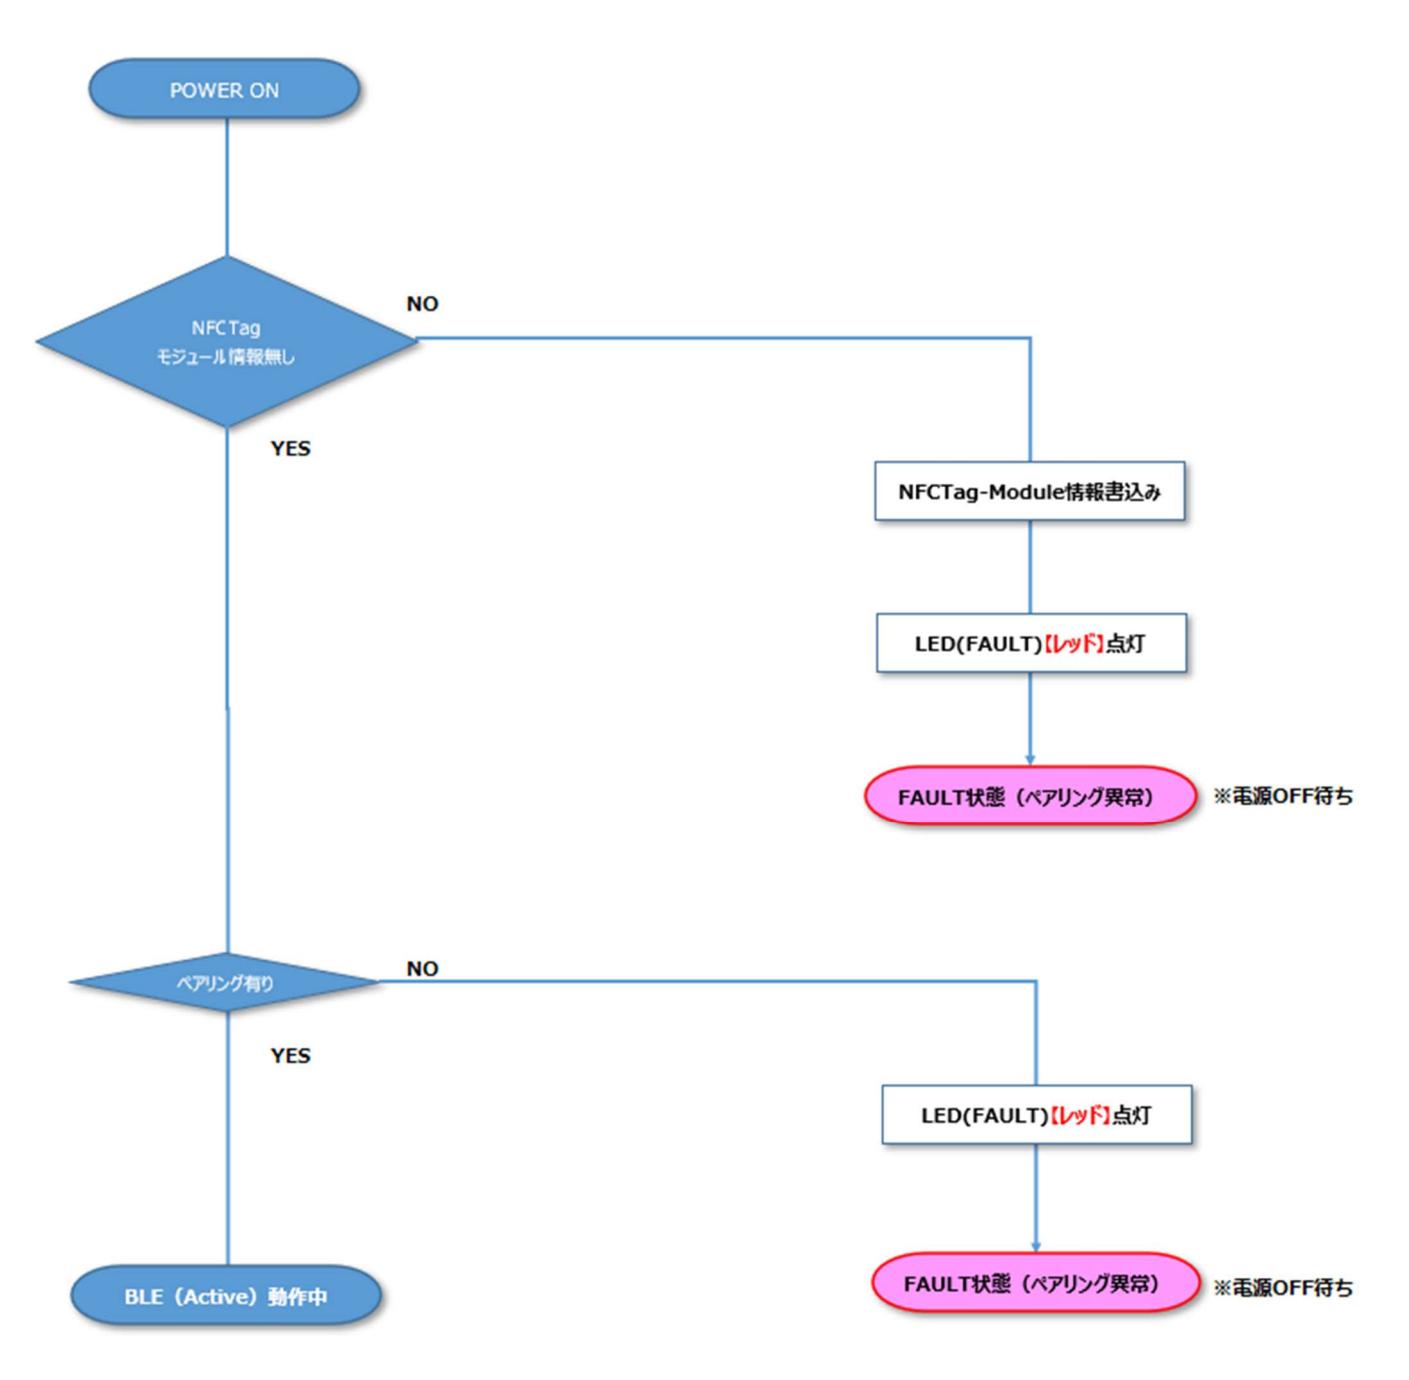 POWER ON
NO
NFCTag
モジュール情報無し
YES
NFCTag-Module情報書込み
LED(FAULT)【レッド】点灯
FAULT状態（ペアリング異常）
※電源OFF待ち
NO
ペアリング有り
YES
LED(FAULT)【レッド】点灯
FAULT状態（ペアリング異常）
※電源OFF待ち
BLE（Active）動作中